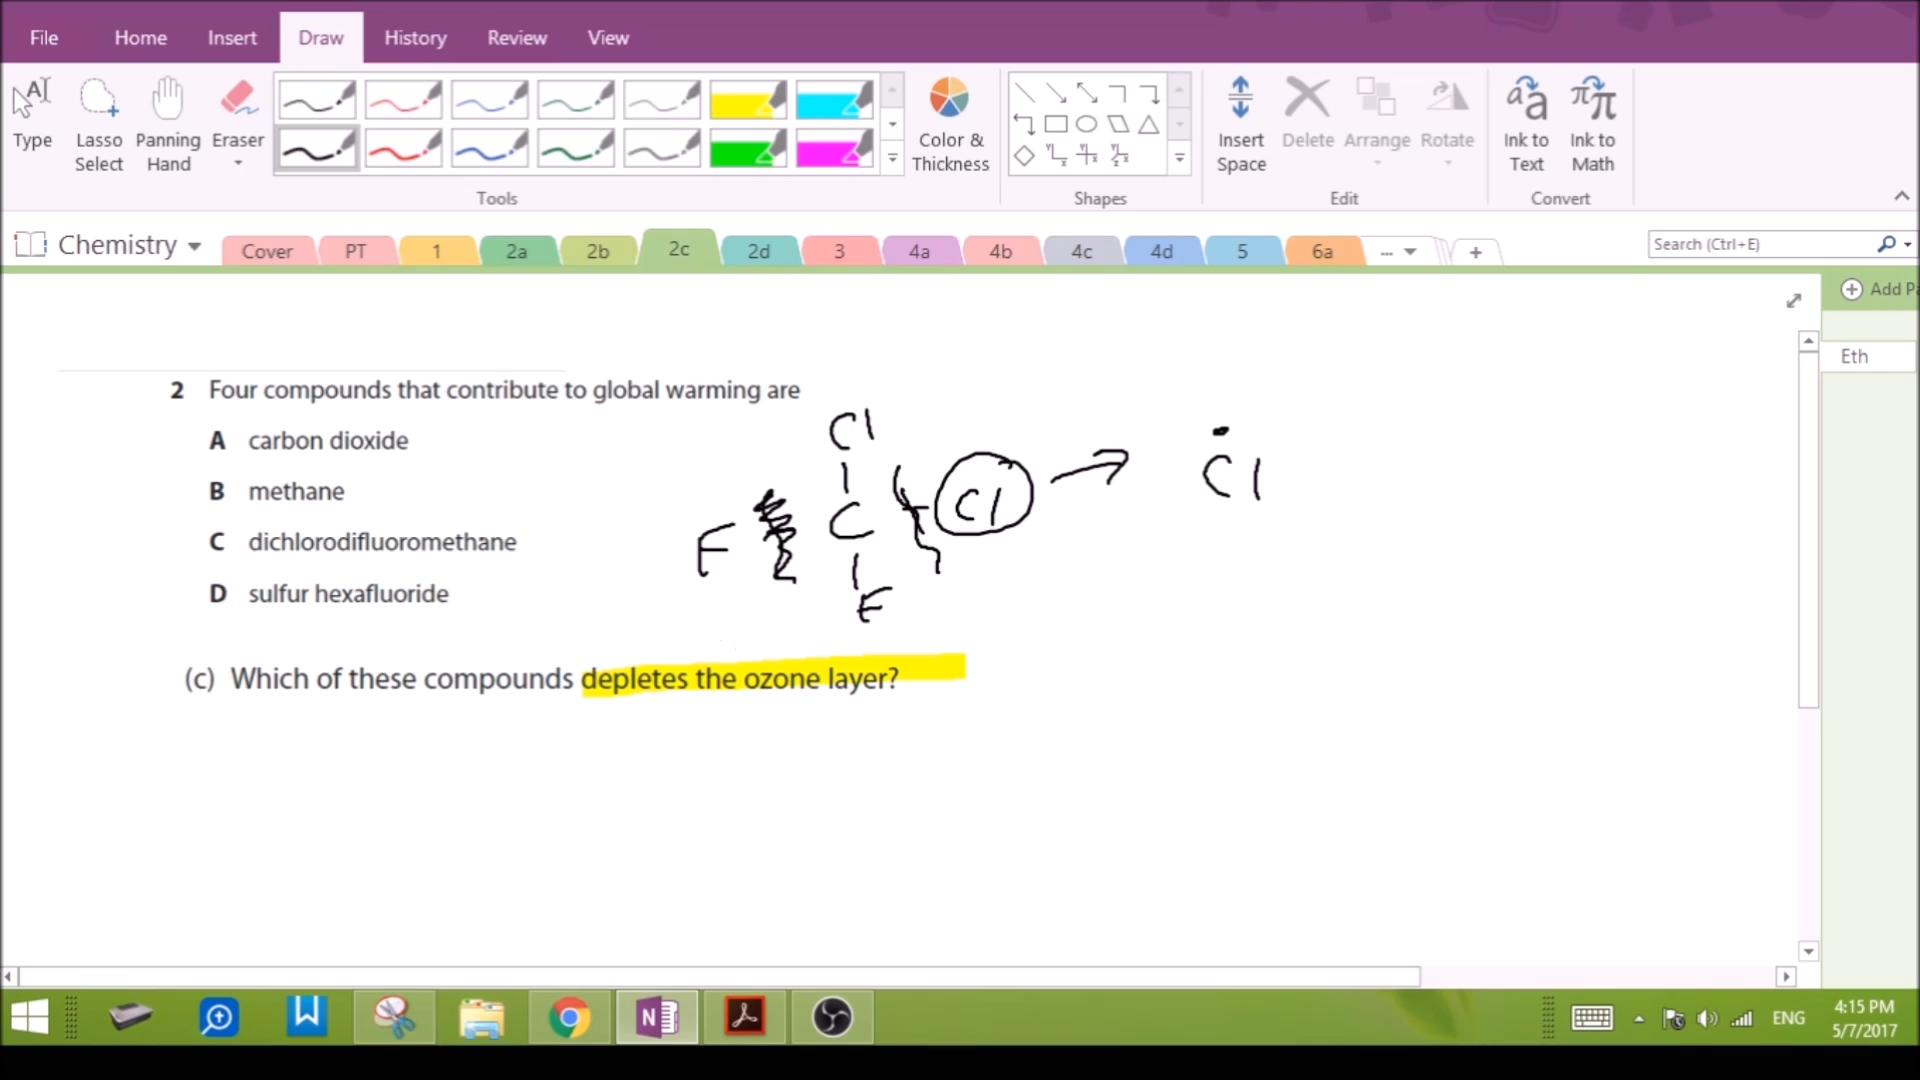 File Home Insert Draw History Review View
Type
Lasso Select
Panning Hand
Eraser
Color & Thickness
Insert Space
Delete
Arrange
Rotate
Ink to Text
Ink to Math
Tools
Shapes
Edit
Convert
Chemistry
Cover PT 1 2a 2b 2c 2d 3 4a 4b 4c 4d 5 6a ...
Search (Ctrl+E)
Add Pa
Eth
2 Four compounds that contribute to global warming are
A carbon dioxide
B methane
C dichlorodifluoromethane
D sulfur hexafluoride
Cl
F C Cl → Cl
F
(c) Which of these compounds depletes the ozone layer?
ENG
4:15 PM
5/7/2017